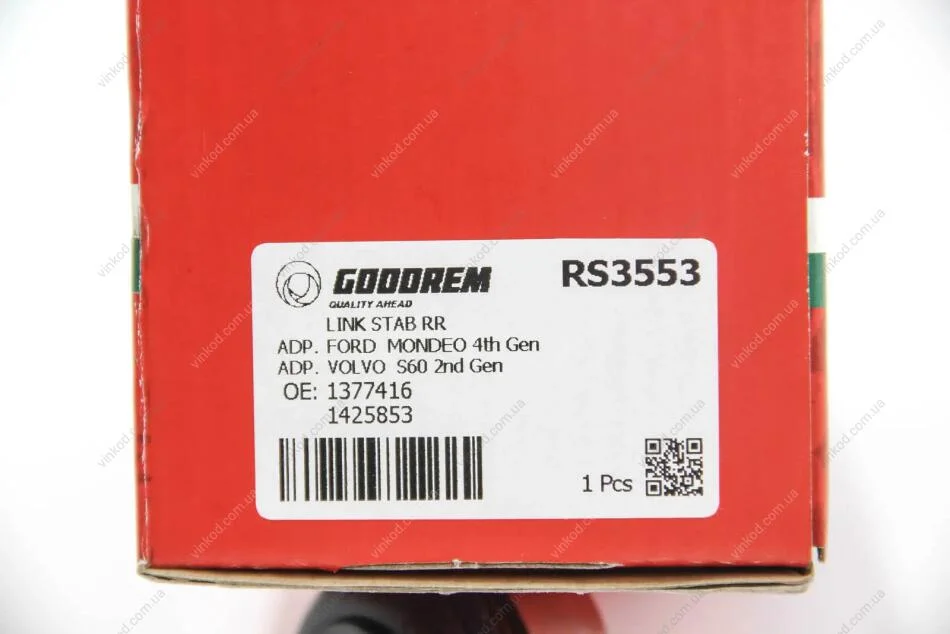 GOODREM
RS3553
QUALITY AHEAD
LINK STAB RR
ADP. FORD MONDEO 4th Gen
ADP. VOLVO S60 2nd Gen
OE: 1377416
1425853
1 Pcs
vinkod.com.ua